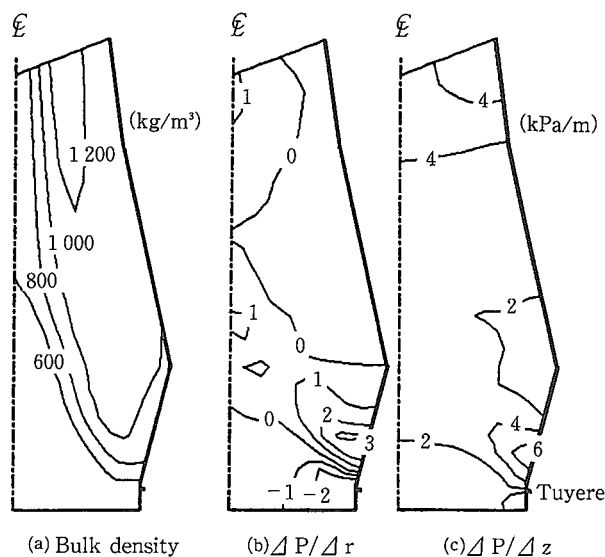 ℄ ℄ ℄
(kg/m³) 1 0 4 (kPa/m)
1 200 0 4
1 000
800 1 2
600 0
1
2 4
0 3 2 6
-1 -2 Tuyere
(a) Bulk density (b) ⊿ P/⊿ r (c) ⊿ P/⊿ z